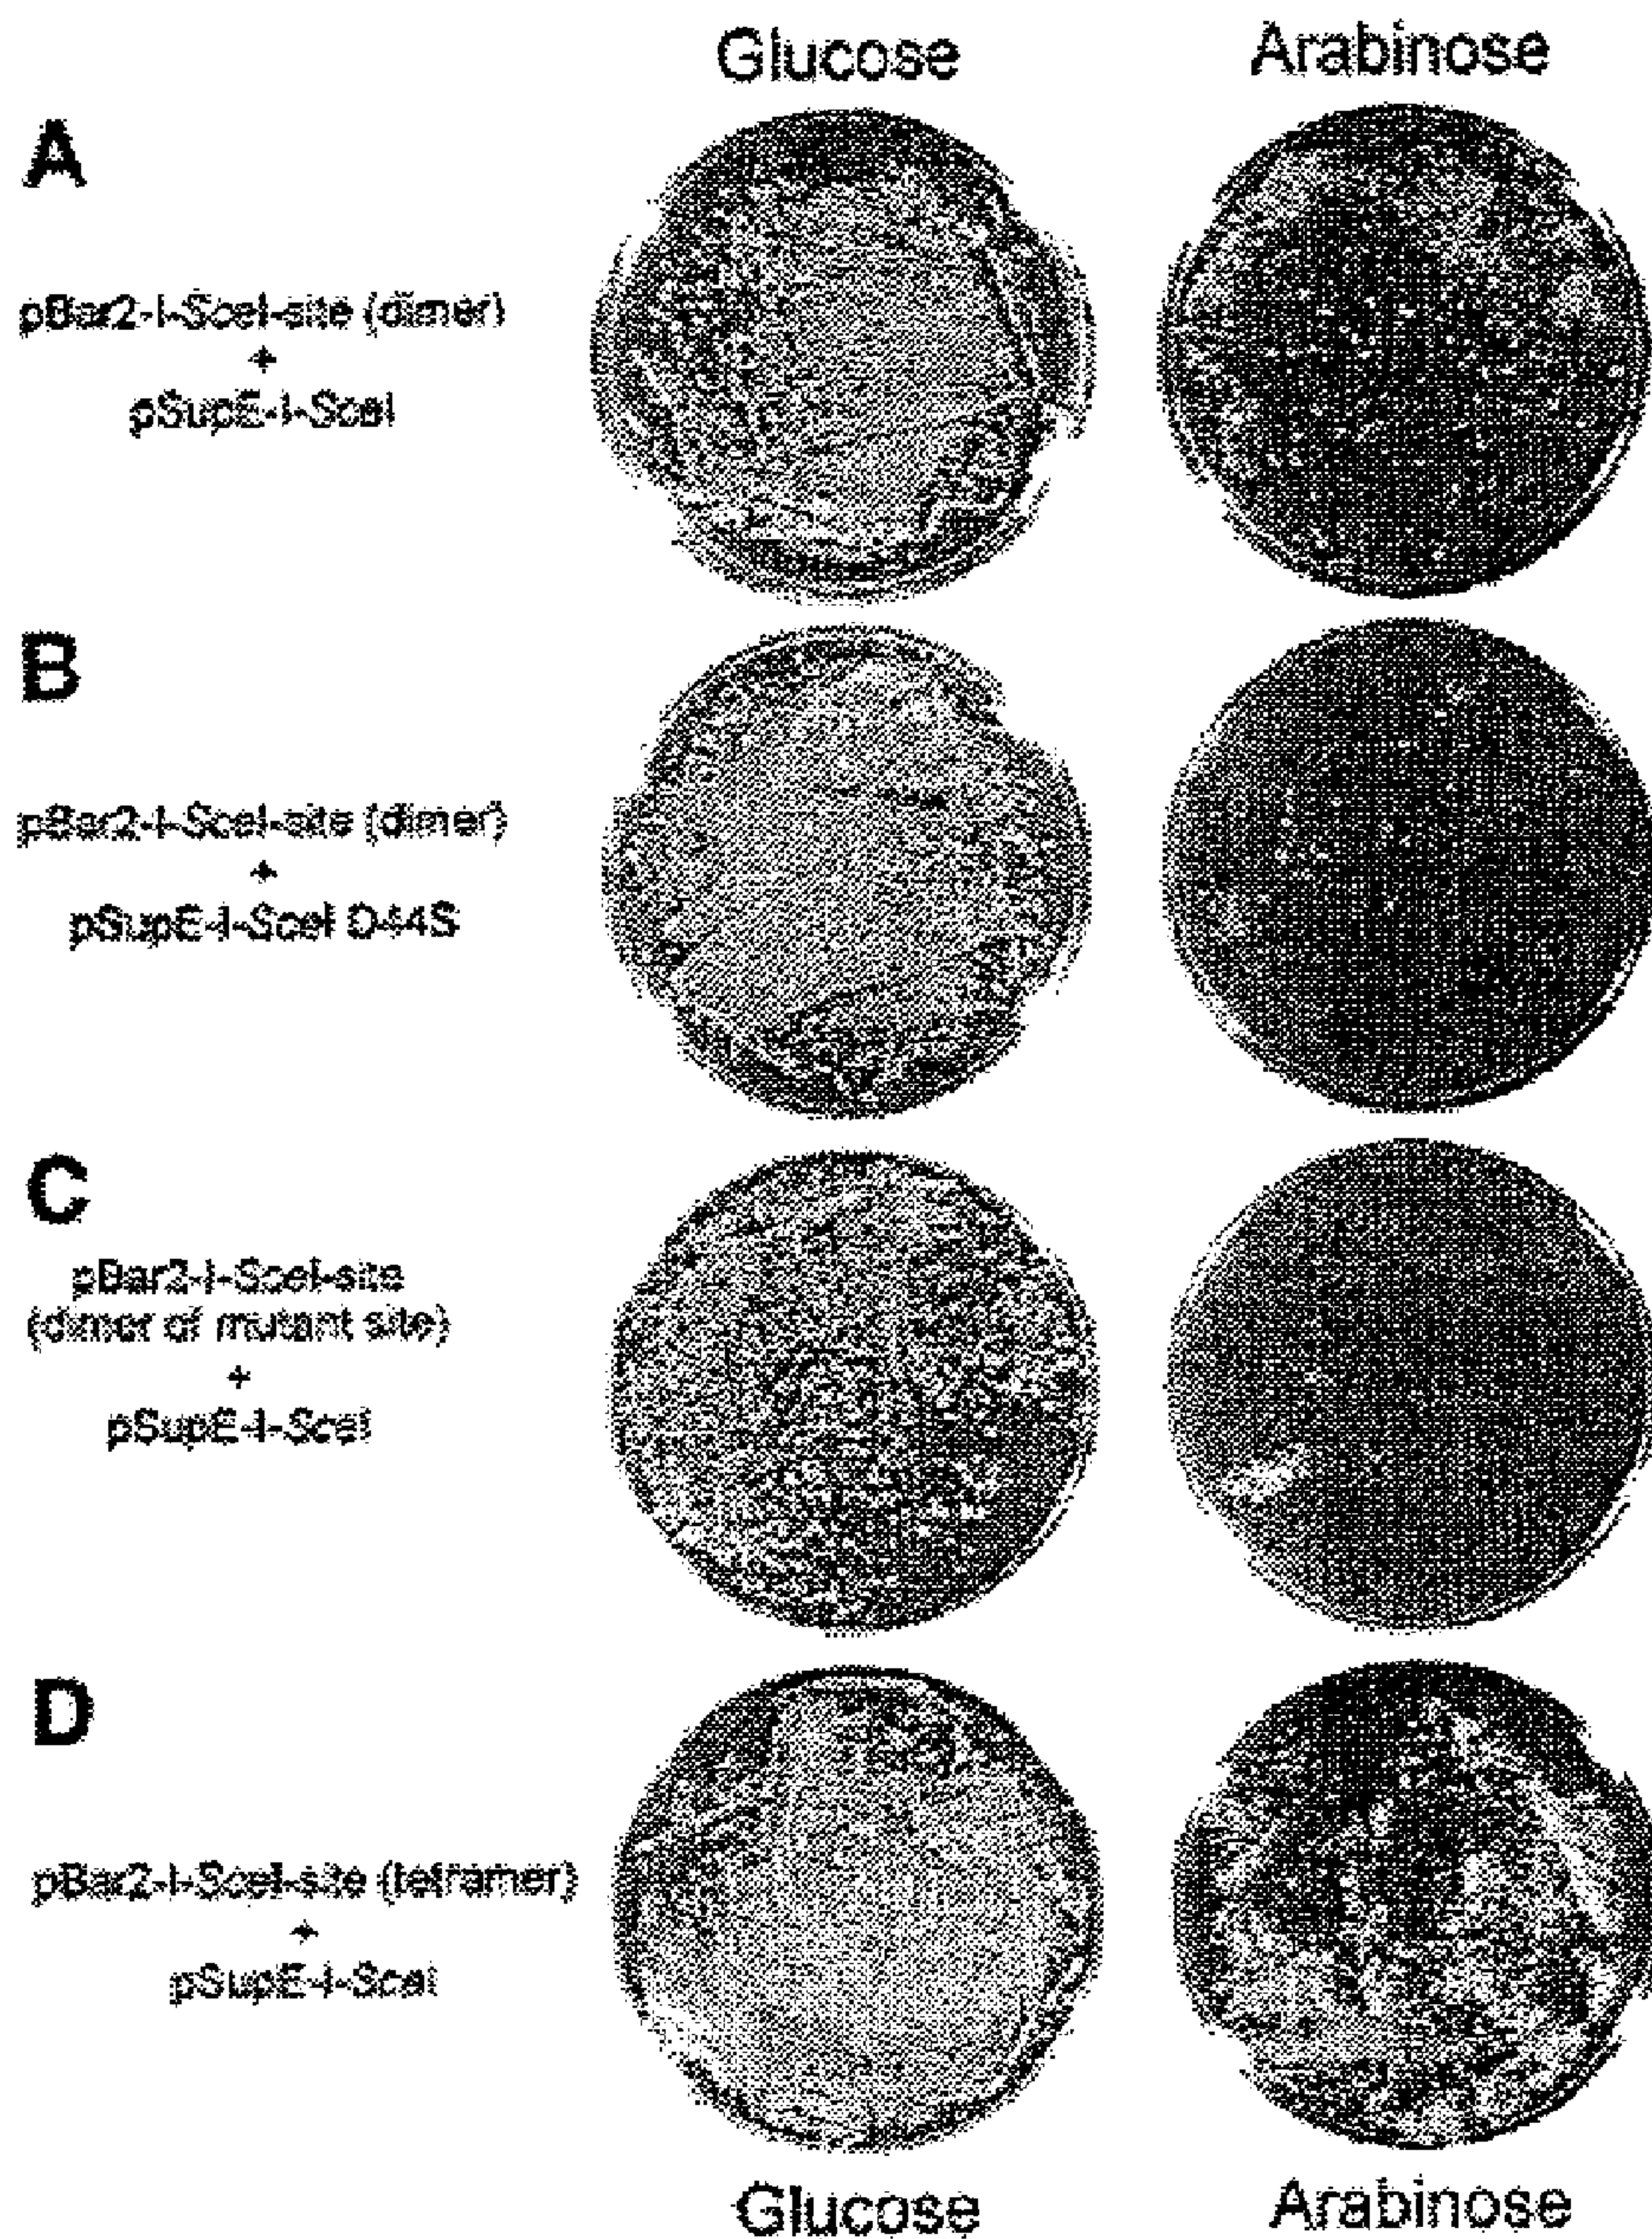 Glucose Arabinose
A
pBar2-I-SceI-site (dimer)
+
pSupE-I-SceI
B
pBar2-I-SceI-site (dimer)
+
pSupE-I-SceI D44S
C
pBar2-I-SceI-site
(dimer of mutant site)
+
pSupE-I-SceI
D
pBar2-I-SceI-site (tetramer)
+
pSupE-I-SceI
Glucose Arabinose